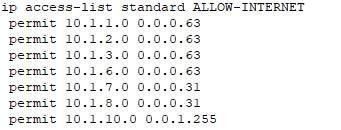 ip access-list standard ALLOW-INTERNET
permit 10.1.1.0 0.0.0.63
permit 10.1.2.0 0.0.0.63
permit 10.1.3.0 0.0.0.63
permit 10.1.6.0 0.0.0.63
permit 10.1.7.0 0.0.0.31
permit 10.1.8.0 0.0.0.31
permit 10.1.10.0 0.0.1.255